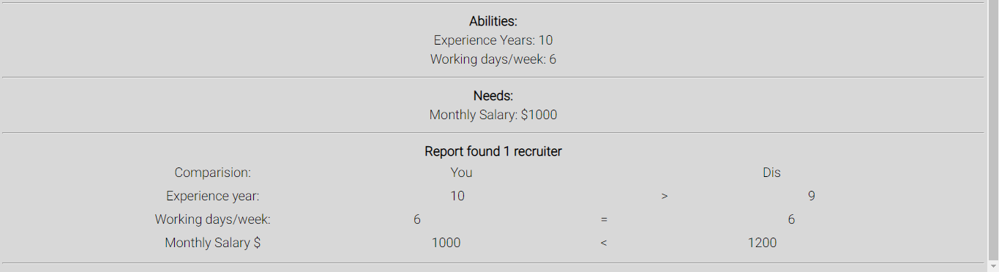 Abilities:
Experience Years: 10
Working days/week: 6
Needs:
Monthly Salary: $1000
Report found 1 recruiter
Comparision: You Dis
Experience year: 10 > 9
Working days/week: 6 = 6
Monthly Salary $ 1000 < 1200